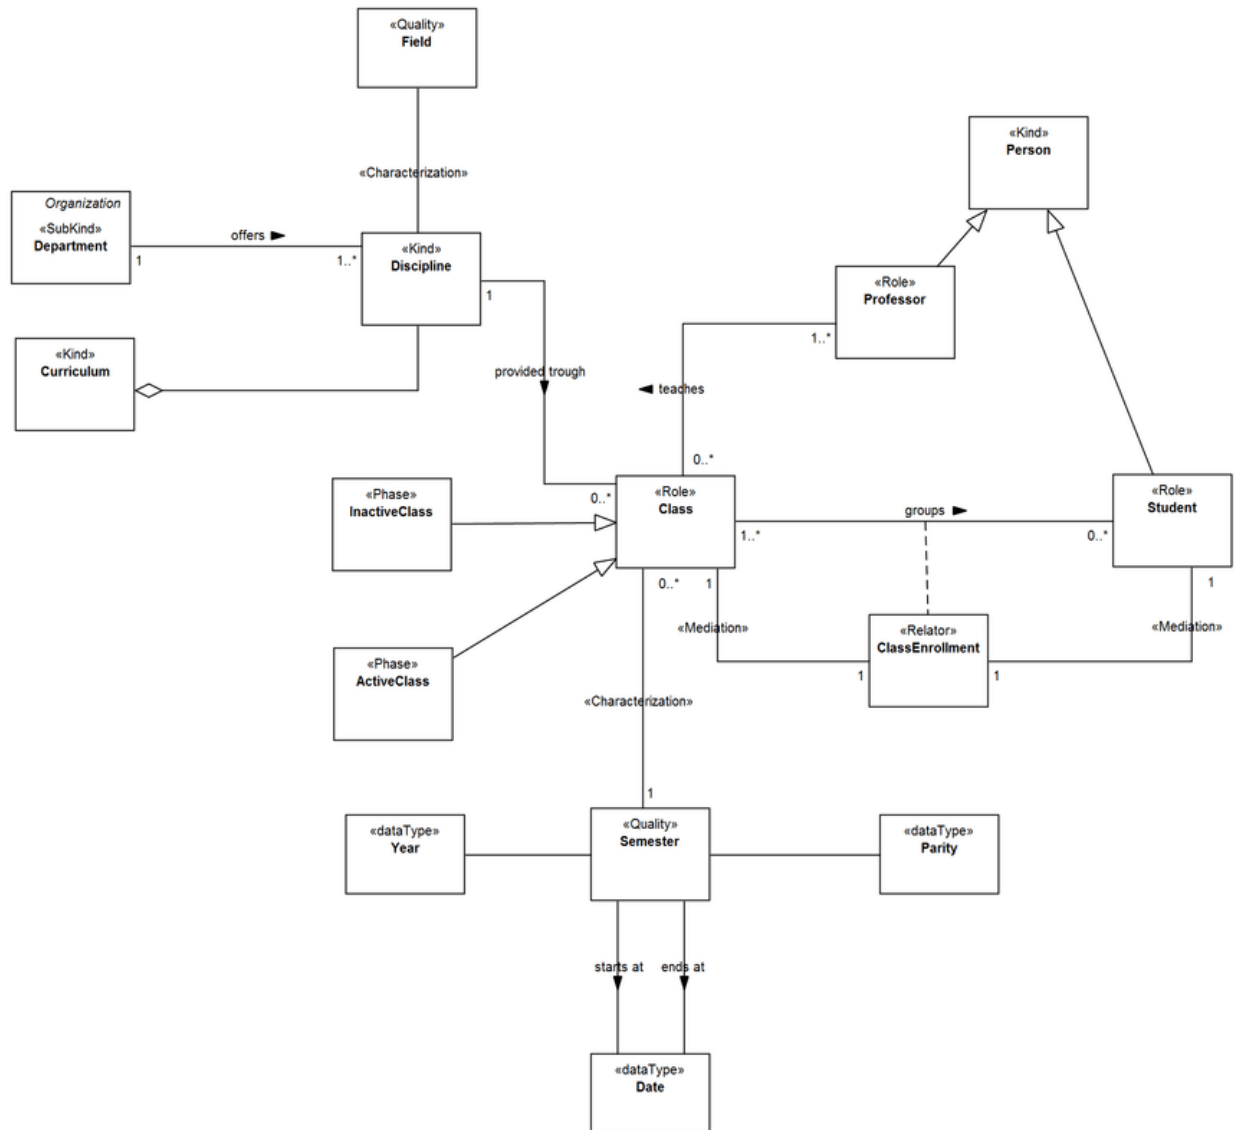 «Quality»
Field
«Characterization»
«Kind»
Person
Organization
«SubKind»
Department
offers ►
1
1..*
«Kind»
Discipline
1
«Role»
Professor
1..*
«Kind»
Curriculum
provided trough
◄ teaches
0..*
«Phase»
InactiveClass
0..*
«Role»
Class
groups ►
1..*
0..*
«Role»
Student
0..*
1
1
«Mediation»
«Mediation»
«Relator»
ClassEnrollment
1
1
«Phase»
ActiveClass
«Characterization»
1
«dataType»
Year
«Quality»
Semester
«dataType»
Parity
starts at
ends at
«dataType»
Date